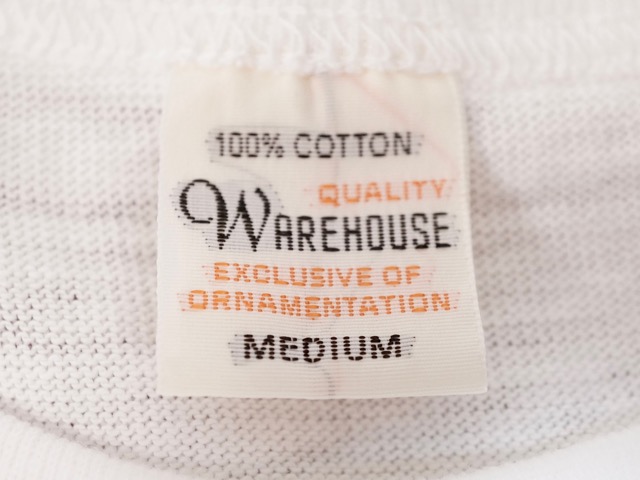 100% COTTON
QUALITY
WAREHOUSE
EXCLUSIVE OF
ORNAMENTATION
MEDIUM